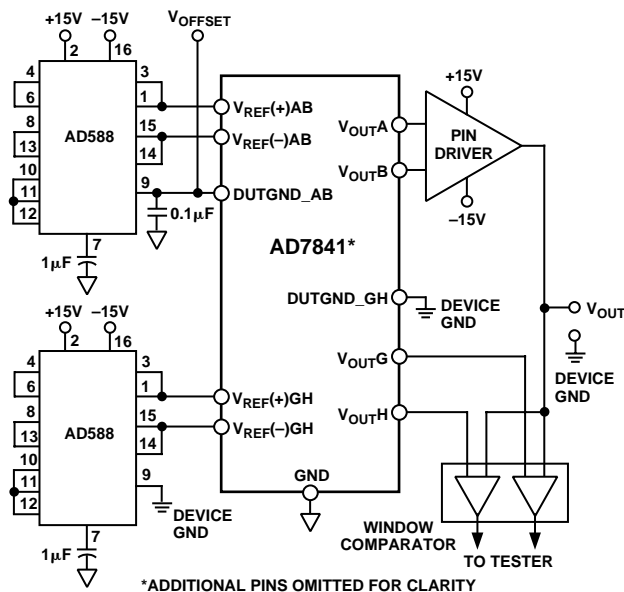 +15V –15V VOFFSET
2 16
4 3
6 1
8 15
13 14
10 9
11
12
AD588
7
1µF
0.1µF
VREF(+)AB
VREF(–)AB
DUTGND_AB
AD7841*
VOUTA
VOUTB
+15V
PIN
DRIVER
–15V
DUTGND_GH
DEVICE
GND
VOUT
DEVICE
GND
VOUTG
VOUTH
+15V –15V
2 16
4 3
6 1
8 15
13 14
10 9
11
12
AD588
7
1µF
VREF(+)GH
VREF(–)GH
DEVICE
GND
GND
WINDOW
COMPARATOR
TO TESTER
*ADDITIONAL PINS OMITTED FOR CLARITY